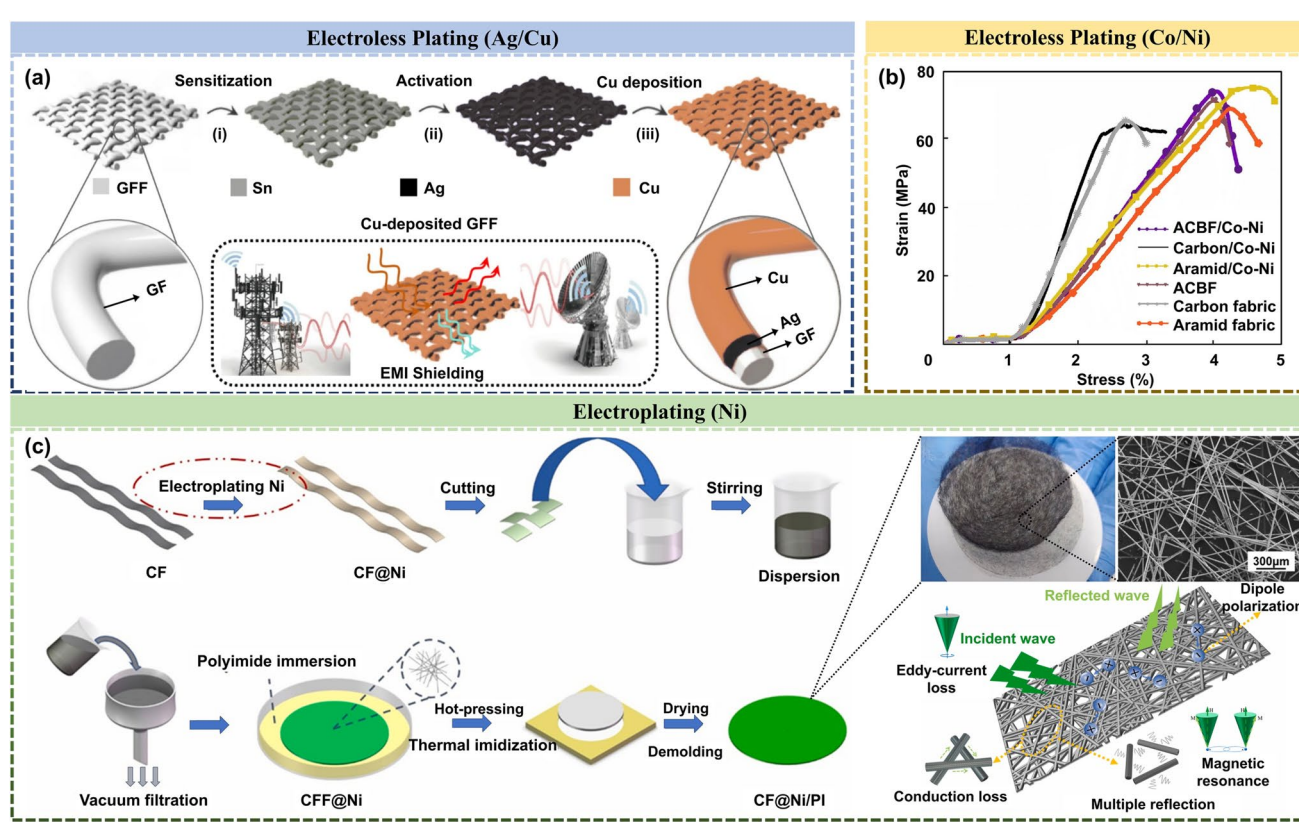 Electroless Plating (Ag/Cu)
(a)
Sensitization
(i)
Activation
(ii)
Cu deposition
(iii)
GFF
Sn
Ag
Cu
GF
Cu-deposited GFF
EMI Shielding
Cu
Ag
GF
Electroless Plating (Co/Ni)
(b)
80
60
40
20
0
Strain (MPa)
ACBF/Co-Ni
Carbon/Co-Ni
Aramid/Co-Ni
ACBF
Carbon fabric
Aramid fabric
1
2
3
4
5
Stress (%)
Electroplating (Ni)
(c)
CF
Electroplating Ni
CF@Ni
Cutting
Stirring
Dispersion
300μm
Vacuum filtration
Polyimide immersion
CFF@Ni
Hot-pressing
Thermal imidization
Drying
Demolding
CF@Ni/PI
Reflected wave
Dipole
polarization
Incident wave
Eddy-current
loss
Conduction loss
Multiple reflection
Magnetic
resonance